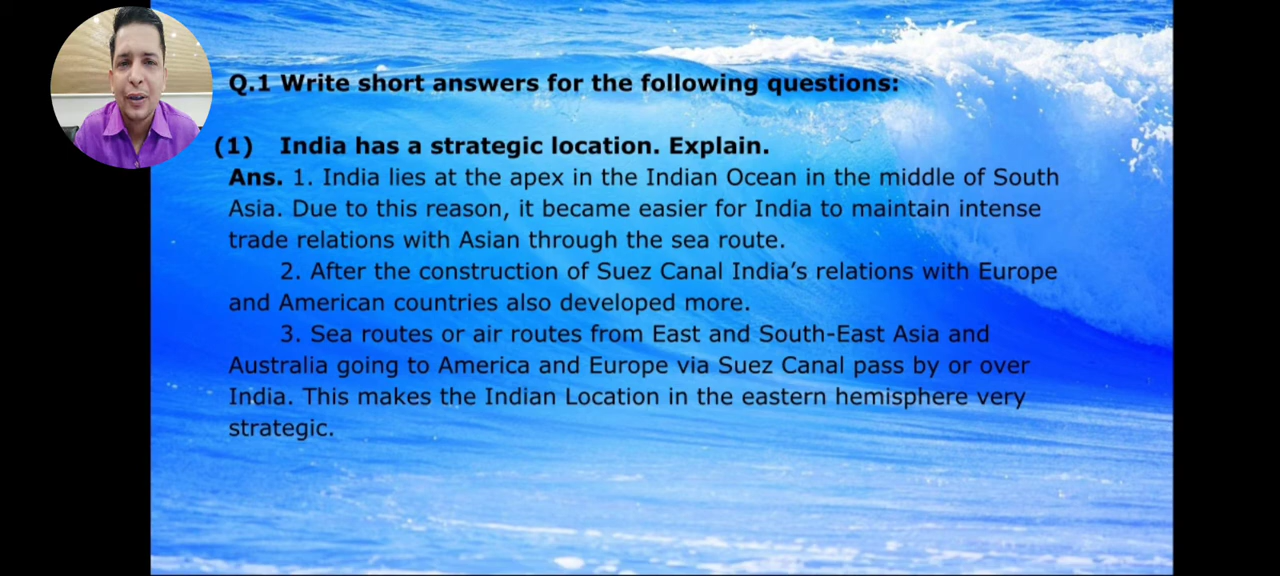 Q.1 Write short answers for the following questions:
(1) India has a strategic location. Explain.
Ans. 1. India lies at the apex in the Indian Ocean in the middle of South
Asia. Due to this reason, it became easier for India to maintain intense
trade relations with Asian through the sea route.
2. After the construction of Suez Canal India’s relations with Europe
and American countries also developed more.
3. Sea routes or air routes from East and South-East Asia and
Australia going to America and Europe via Suez Canal pass by or over
India. This makes the Indian Location in the eastern hemisphere very
strategic.